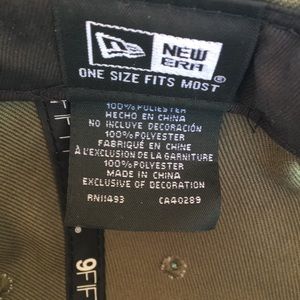 NEW ERA
ONE SIZE FITS MOST®
100% POLIESTER
HECHO EN CHINA
NO INCLUYE DECORACIÓN
100% POLYESTER
FABRIQUÉ EN CHINE
À L'EXCLUSION DE LA GARNITURE
100% POLYESTER
MADE IN CHINA
EXCLUSIVE OF DECORATION
RN11493 CA40289
9FIF